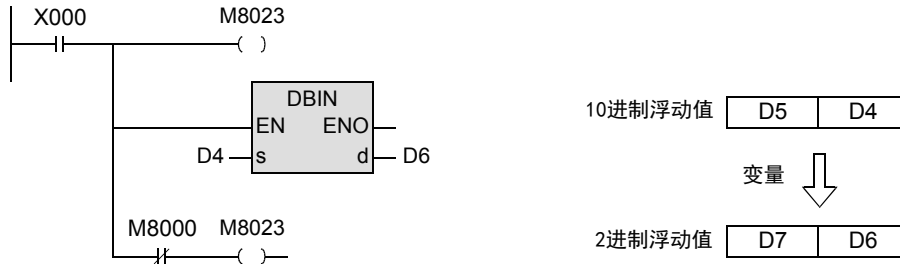 X000 M8023
DBIN
EN ENO
D4 s d D6
M8000 M8023
10进制浮动值 D5 D4
变量
2进制浮动值 D7 D6